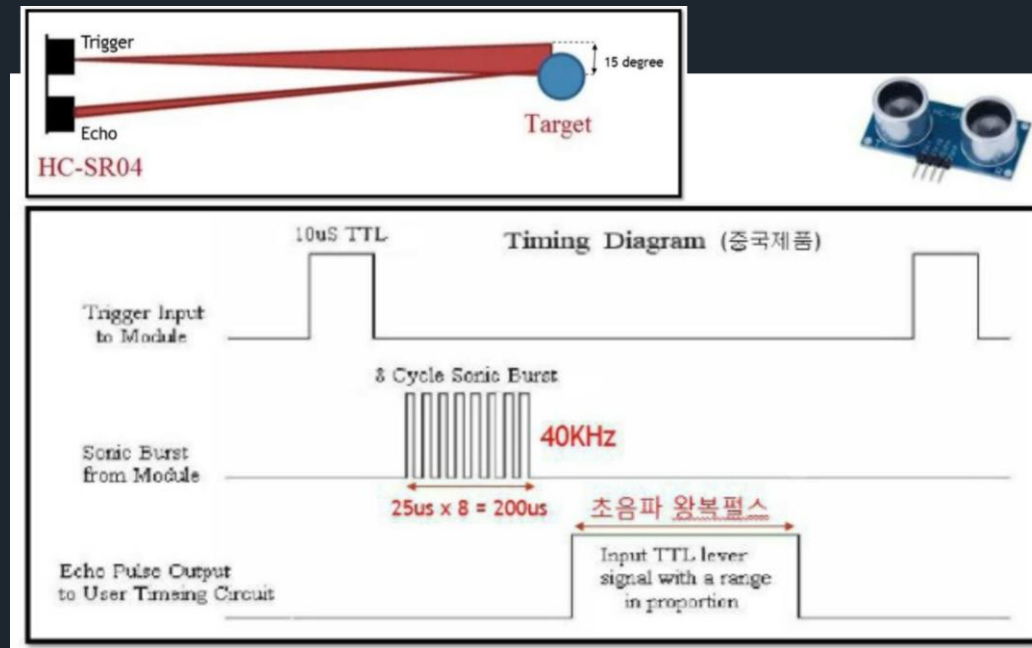 Trigger
15 degree
Echo
Target
HC-SR04
10uS TTL
Timing Diagram (중국제품)
Trigger Input
to Module
8 Cycle Sonic Burst
40KHz
Sonic Burst
from Module
25us x 8 = 200us
초음파 왕복펄스
Echo Pulse Output
to User Timeing Circuit
Input TTL lever
signal with a range
in proportion